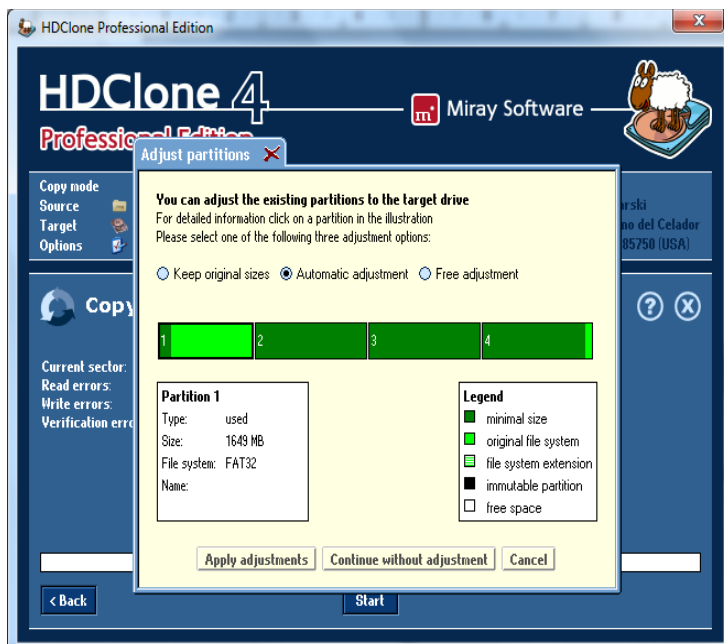 HDClone Professional Edition
HDClone 4
Miray Software
Professional Edition
Adjust partitions
Copy mode
Source
Target
Options
85750 (USA)
You can adjust the existing partitions to the target drive
For detailed information click on a partition in the illustration
Please select one of the following three adjustment options:
Keep original sizes Automatic adjustment Free adjustment
Copy
1 2 3 4
Current sector:
Read errors:
Write errors:
Partition 1
Type: used
Size: 1649 MB
File system: FAT32
Name:
Legend
minimal size
original file system
file system extension
immutable partition
free space
Apply adjustments Continue without adjustment Cancel
< Back Start